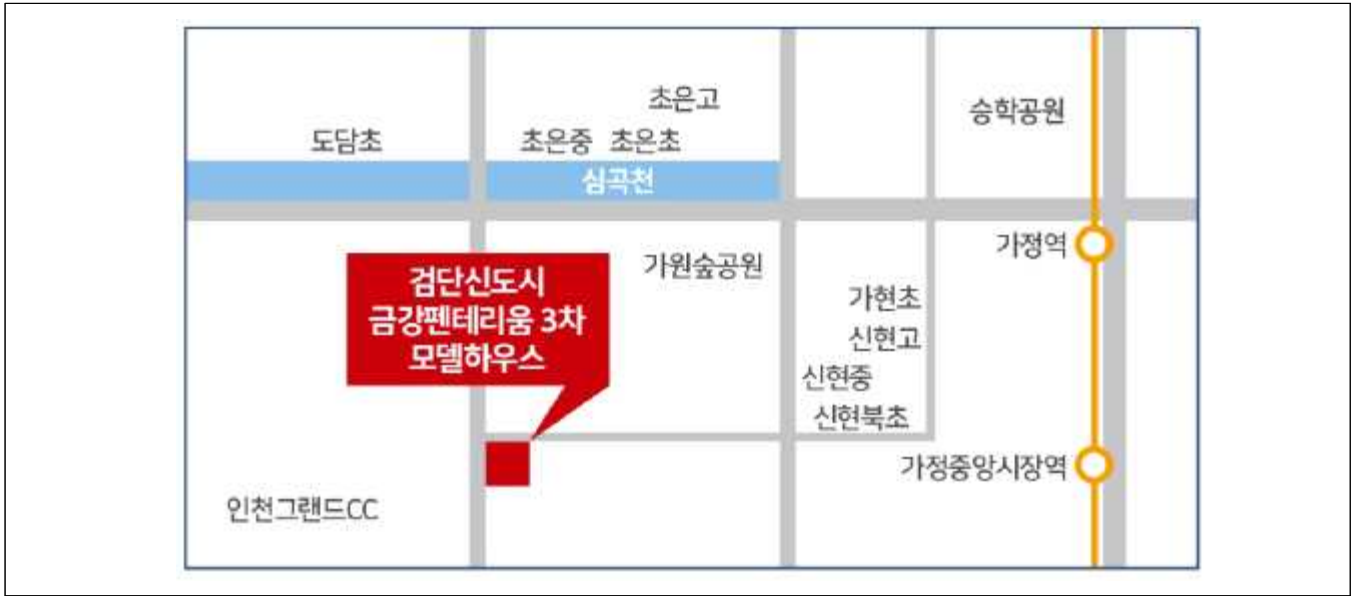 초은고
승학공원
도담초
초은중 초은초
심곡천
가정역
가원숲공원
검단신도시
금강펜테리움 3차
모델하우스
가현초
신현고
신현중
신현북초
가정중앙시장역
인천그랜드CC